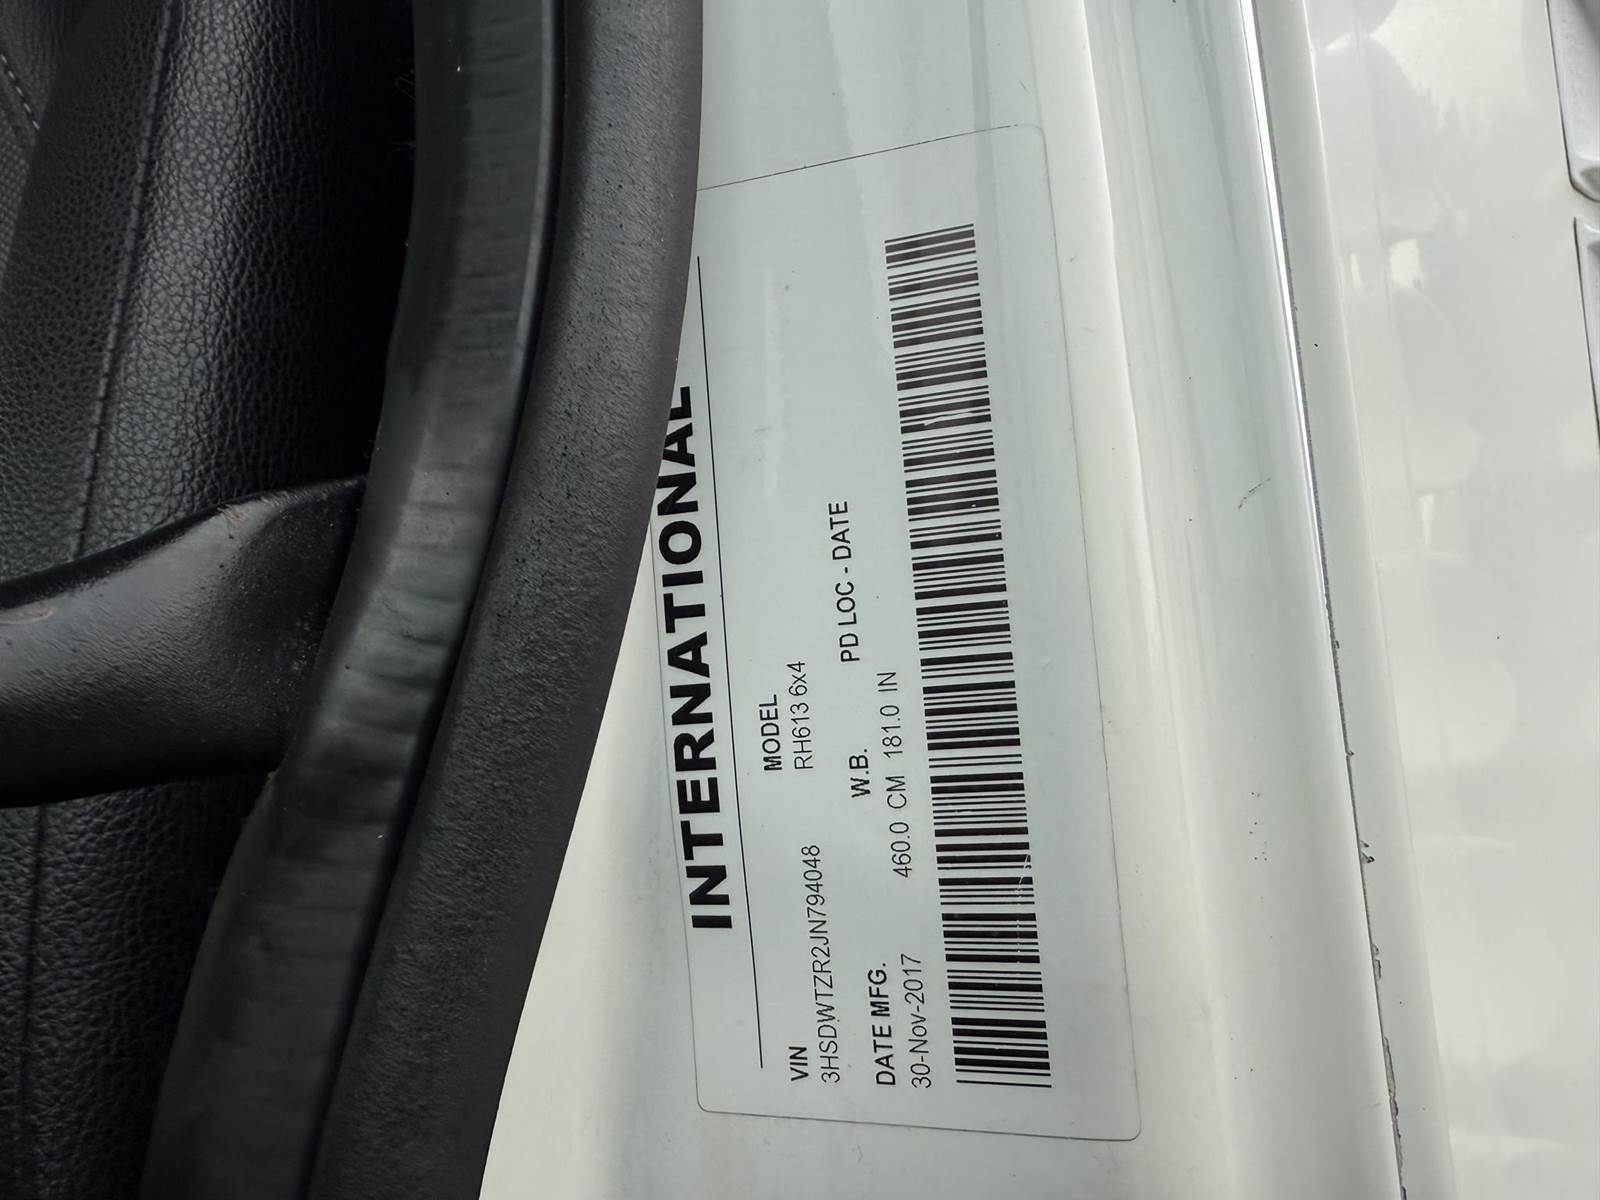 INTERNATIONAL
VIN MODEL
3HSDWTZR2JN794048 RH613 6x4
DATE MFG. W.B. PD LOC - DATE
30-Nov-2017 460.0 CM 181.0 IN